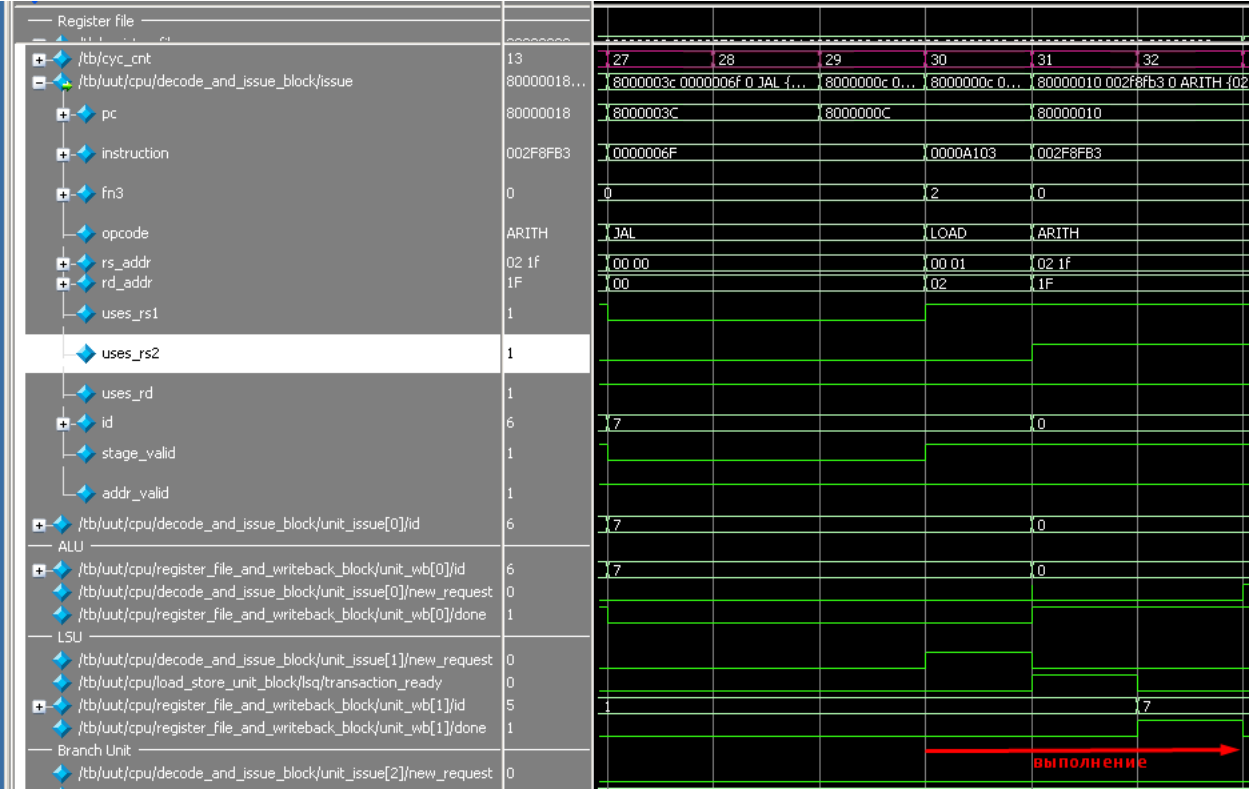 Register file
/tb/cyc_cnt 13 27 28 29 30 31 32
/tb/uut/cpu/decode_and_issue_block/issue 80000018... 8000003c 0000006f 0 JAL {... 8000000c 0... 8000000c 0... 80000010 002f8fb3 0 ARITH {02
pc 80000018 8000003C 8000000C 80000010
instruction 002F8FB3 0000006F 0000A103 002F8FB3
fn3 0 0 2 0
opcode ARITH JAL LOAD ARITH
rs_addr 02 1f 00 00 00 01 02 1f
rd_addr 1F 00 02 1F
uses_rs1 1
uses_rs2 1
uses_rd 1
id 6 7 0
stage_valid 1
addr_valid 1
/tb/uut/cpu/decode_and_issue_block/unit_issue[0]/id 6 7 0
ALU
/tb/uut/cpu/register_file_and_writeback_block/unit_wb[0]/id 6 7 0
/tb/uut/cpu/decode_and_issue_block/unit_issue[0]/new_request 0
/tb/uut/cpu/register_file_and_writeback_block/unit_wb[0]/done 1
LSU
/tb/uut/cpu/decode_and_issue_block/unit_issue[1]/new_request 0
/tb/uut/cpu/load_store_unit_block/lsq/transaction_ready 0
/tb/uut/cpu/register_file_and_writeback_block/unit_wb[1]/id 5 1 7
/tb/uut/cpu/register_file_and_writeback_block/unit_wb[1]/done 1
Branch Unit
выполнение
/tb/uut/cpu/decode_and_issue_block/unit_issue[2]/new_request 0